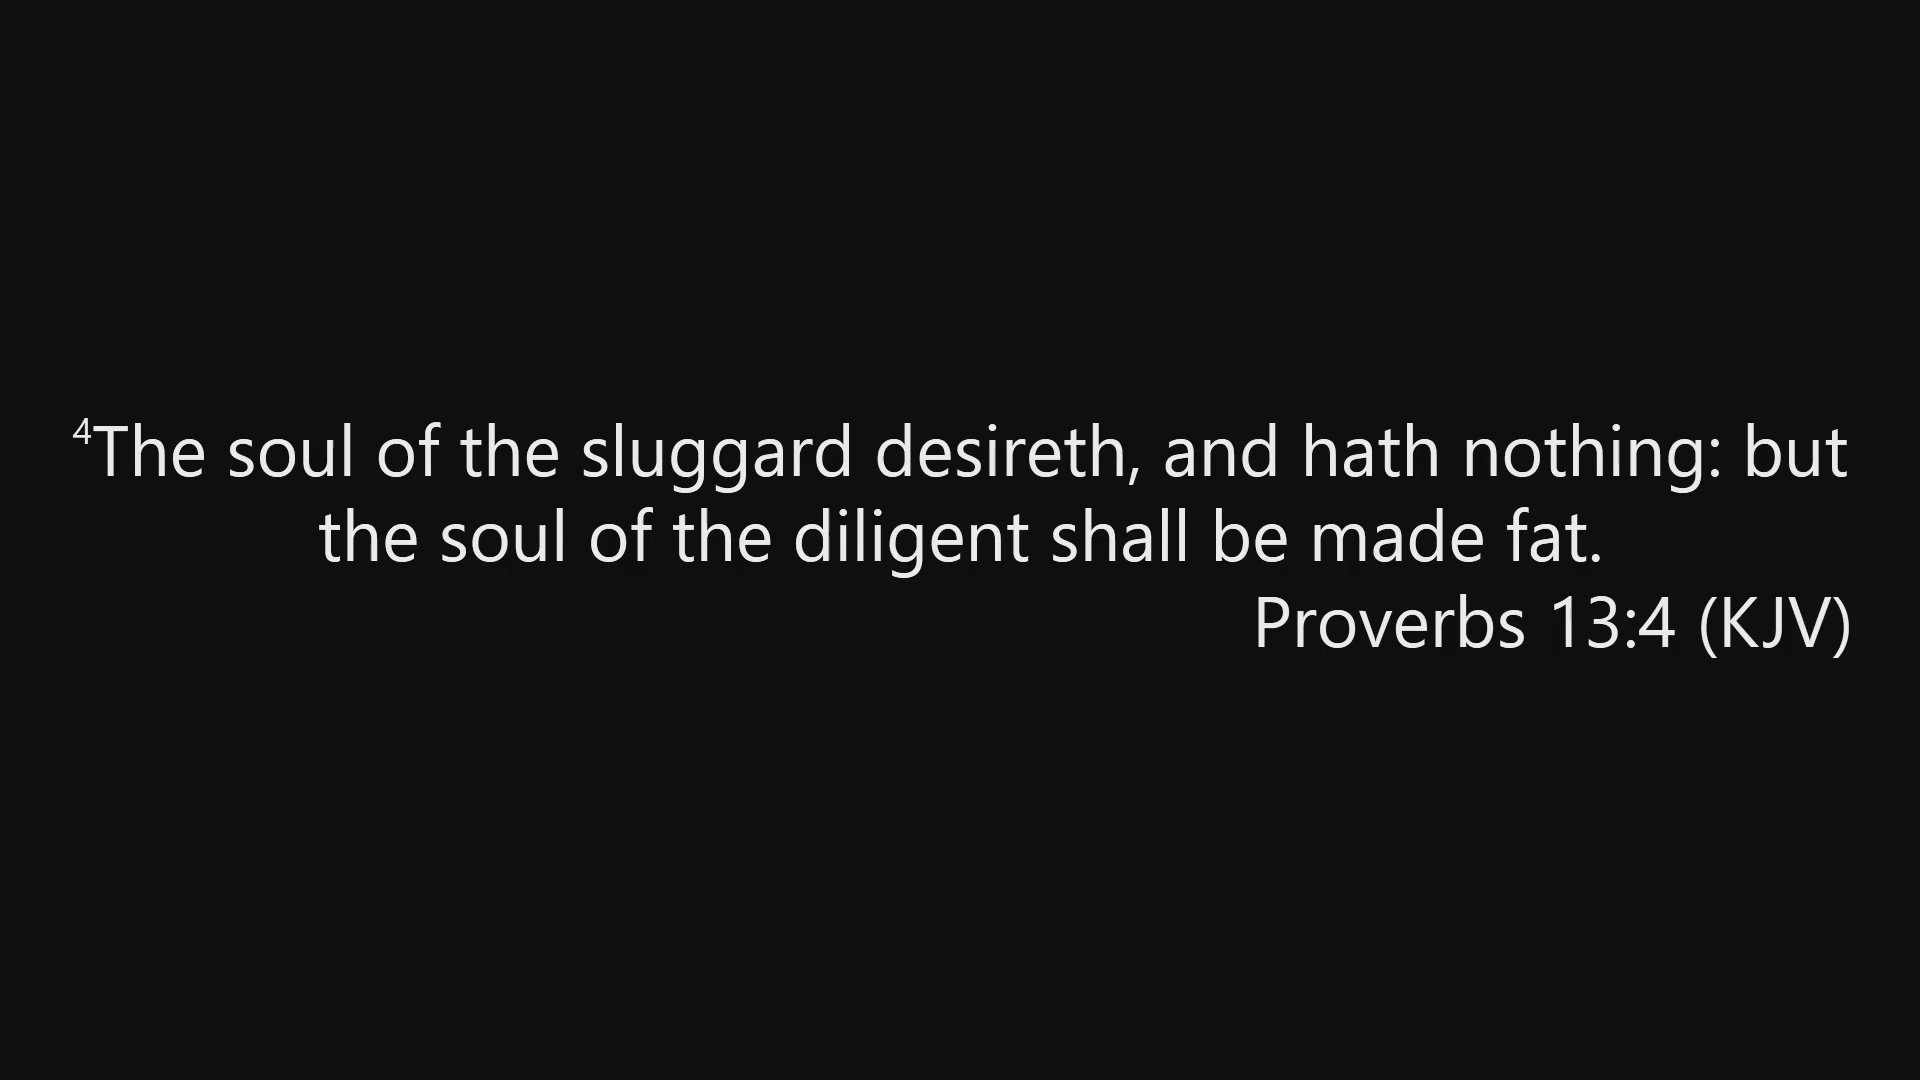 ⁴The soul of the sluggard desireth, and hath nothing: but
the soul of the diligent shall be made fat.
Proverbs 13:4 (KJV)